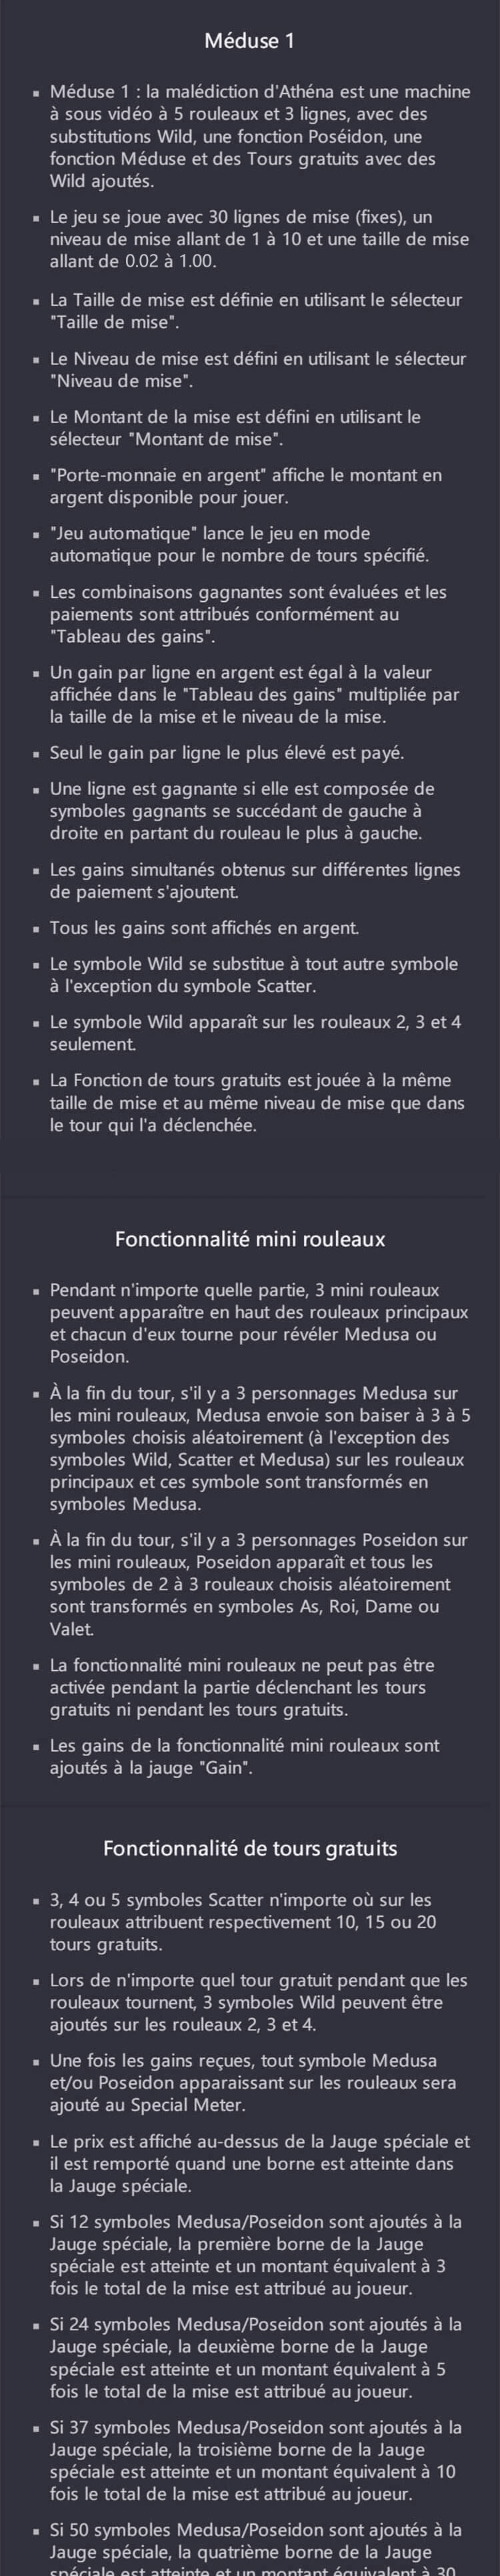 Méduse 1
▪ Méduse 1 : la malédiction d'Athéna est une machine
à sous vidéo à 5 rouleaux et 3 lignes, avec des
substitutions Wild, une fonction Poséidon, une
fonction Méduse et des Tours gratuits avec des
Wild ajoutés.
▪ Le jeu se joue avec 30 lignes de mise (fixes), un
niveau de mise allant de 1 à 10 et une taille de mise
allant de 0.02 à 1.00.
▪ La Taille de mise est définie en utilisant le sélecteur
"Taille de mise".
▪ Le Niveau de mise est défini en utilisant le sélecteur
"Niveau de mise".
▪ Le Montant de la mise est défini en utilisant le
sélecteur "Montant de mise".
▪ "Porte-monnaie en argent" affiche le montant en
argent disponible pour jouer.
▪ "Jeu automatique" lance le jeu en mode
automatique pour le nombre de tours spécifié.
▪ Les combinaisons gagnantes sont évaluées et les
paiements sont attribués conformément au
"Tableau des gains".
▪ Un gain par ligne en argent est égal à la valeur
affichée dans le "Tableau des gains" multipliée par
la taille de la mise et le niveau de la mise.
▪ Seul le gain par ligne le plus élevé est payé.
▪ Une ligne est gagnante si elle est composée de
symboles gagnants se succédant de gauche à
droite en partant du rouleau le plus à gauche.
▪ Les gains simultanés obtenus sur différentes lignes
de paiement s'ajoutent.
▪ Tous les gains sont affichés en argent.
▪ Le symbole Wild se substitue à tout autre symbole
à l'exception du symbole Scatter.
▪ Le symbole Wild apparaît sur les rouleaux 2, 3 et 4
seulement.
▪ La Fonction de tours gratuits est jouée à la même
taille de mise et au même niveau de mise que dans
le tour qui l'a déclenchée.
Fonctionnalité mini rouleaux
▪ Pendant n'importe quelle partie, 3 mini rouleaux
peuvent apparaître en haut des rouleaux principaux
et chacun d'eux tourne pour révéler Medusa ou
Poseidon.
▪ À la fin du tour, s'il y a 3 personnages Medusa sur
les mini rouleaux, Medusa envoie son baiser à 3 à 5
symboles choisis aléatoirement (à l'exception des
symboles Wild, Scatter et Medusa) sur les rouleaux
principaux et ces symbole sont transformés en
symboles Medusa.
▪ À la fin du tour, s'il y a 3 personnages Poseidon sur
les mini rouleaux, Poseidon apparaît et tous les
symboles de 2 à 3 rouleaux choisis aléatoirement
sont transformés en symboles As, Roi, Dame ou
Valet.
▪ La fonctionnalité mini rouleaux ne peut pas être
activée pendant la partie déclenchant les tours
gratuits ni pendant les tours gratuits.
▪ Les gains de la fonctionnalité mini rouleaux sont
ajoutés à la jauge "Gain".
Fonctionnalité de tours gratuits
▪ 3, 4 ou 5 symboles Scatter n'importe où sur les
rouleaux attribuent respectivement 10, 15 ou 20
tours gratuits.
▪ Lors de n'importe quel tour gratuit pendant que les
rouleaux tournent, 3 symboles Wild peuvent être
ajoutés sur les rouleaux 2, 3 et 4.
▪ Une fois les gains reçues, tout symbole Medusa
et/ou Poseidon apparaissant sur les rouleaux sera
ajouté au Special Meter.
▪ Le prix est affiché au-dessus de la Jauge spéciale et
il est remporté quand une borne est atteinte dans
la Jauge spéciale.
▪ Si 12 symboles Medusa/Poseidon sont ajoutés à la
Jauge spéciale, la première borne de la Jauge
spéciale est atteinte et un montant équivalent à 3
fois le total de la mise est attribué au joueur.
▪ Si 24 symboles Medusa/Poseidon sont ajoutés à la
Jauge spéciale, la deuxième borne de la Jauge
spéciale est atteinte et un montant équivalent à 5
fois le total de la mise est attribué au joueur.
▪ Si 37 symboles Medusa/Poseidon sont ajoutés à la
Jauge spéciale, la troisième borne de la Jauge
spéciale est atteinte et un montant équivalent à 10
fois le total de la mise est attribué au joueur.
▪ Si 50 symboles Medusa/Poseidon sont ajoutés à la
Jauge spéciale, la quatrième borne de la Jauge
spéciale est atteinte et un montant équivalent à 30